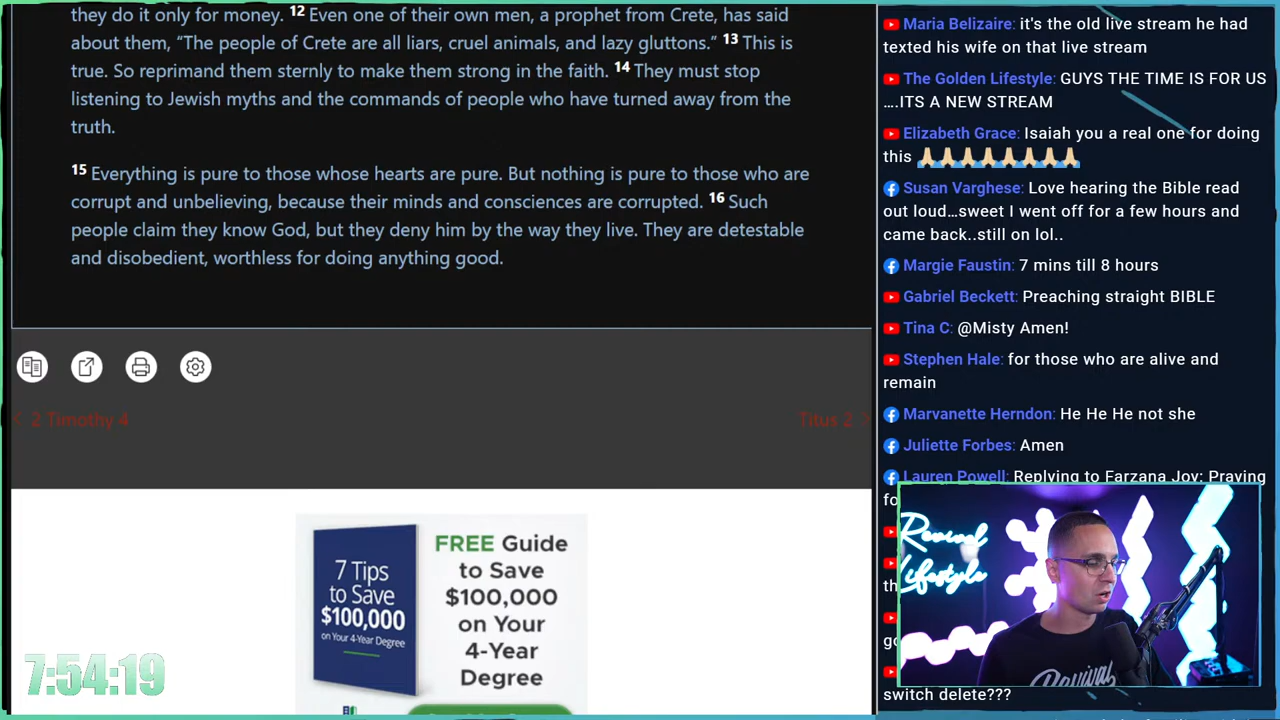 they do it only for money. 12 Even one of their own men, a prophet from Crete, has said
about them, “The people of Crete are all liars, cruel animals, and lazy gluttons.” 13 This is
true. So reprimand them sternly to make them strong in the faith. 14 They must stop
listening to Jewish myths and the commands of people who have turned away from the
truth.
15 Everything is pure to those whose hearts are pure. But nothing is pure to those who are
corrupt and unbelieving, because their minds and consciences are corrupted. 16 Such
people claim they know God, but they deny him by the way they live. They are detestable
and disobedient, worthless for doing anything good.
< 2 Timothy 4
Titus 2 >
7 Tips
to Save
$100,000
on Your 4-Year Degree
FREE Guide
to Save
$100,000
on Your
4-Year
Degree
7:54:19
Maria Belizaire: it's the old live stream he had
texted his wife on that live stream
The Golden Lifestyle: GUYS THE TIME IS FOR US
....ITS A NEW STREAM
Elizabeth Grace: Isaiah you a real one for doing
this 🙏🏼🙏🏼🙏🏼🙏🏼🙏🏼🙏🏼🙏🏼🙏🏼
Susan Varghese: Love hearing the Bible read
out loud...sweet I went off for a few hours and
came back..still on lol..
Margie Faustin: 7 mins till 8 hours
Gabriel Beckett: Preaching straight BIBLE
Tina C: @Misty Amen!
Stephen Hale: for those who are alive and
remain
Marvanette Herndon: He He He not she
Juliette Forbes: Amen
Lauren Powell: Replying to Farzana Joy: Praying
fo
th
go
switch delete???
Revival
Lifestyle
Revival